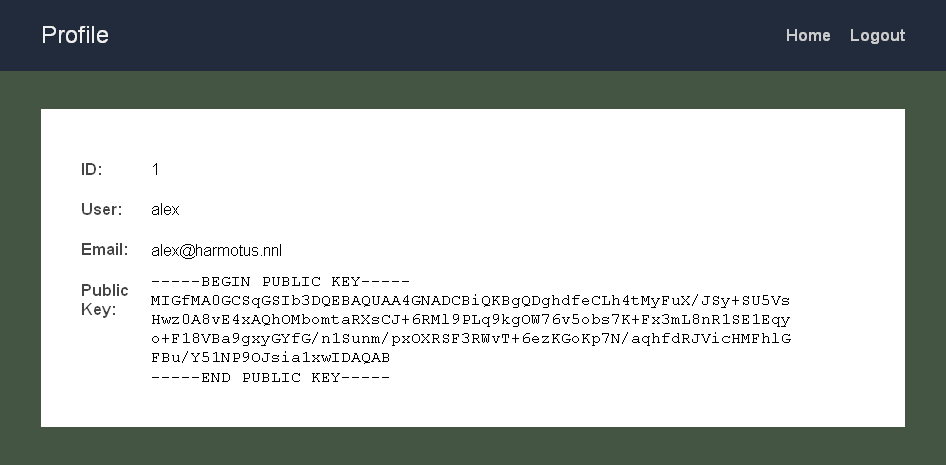 Profile
Home Logout
ID: 1
User: alex
Email: alex@harmotus.nnl
Public Key:
-----BEGIN PUBLIC KEY-----
MIGfMA0GCSqGSIb3DQEBAQUAA4GNADCBiQKBgQDghdfeCLh4tMyFuX/JSy+SU5Vs
Hwz0A8vE4xAQhOMbomtaRXsCJ+6RMl9PLq9kgOW76v5obs7K+Fx3mL8nR1SE1Eqy
o+F18VBa9gxyGYfG/n1Sunm/pxOXRSF3RWvT+6ezKGoKp7N/aqhfdRJVicHMFhlG
FBu/Y51NP9OJsia1xwIDAQAB
-----END PUBLIC KEY-----